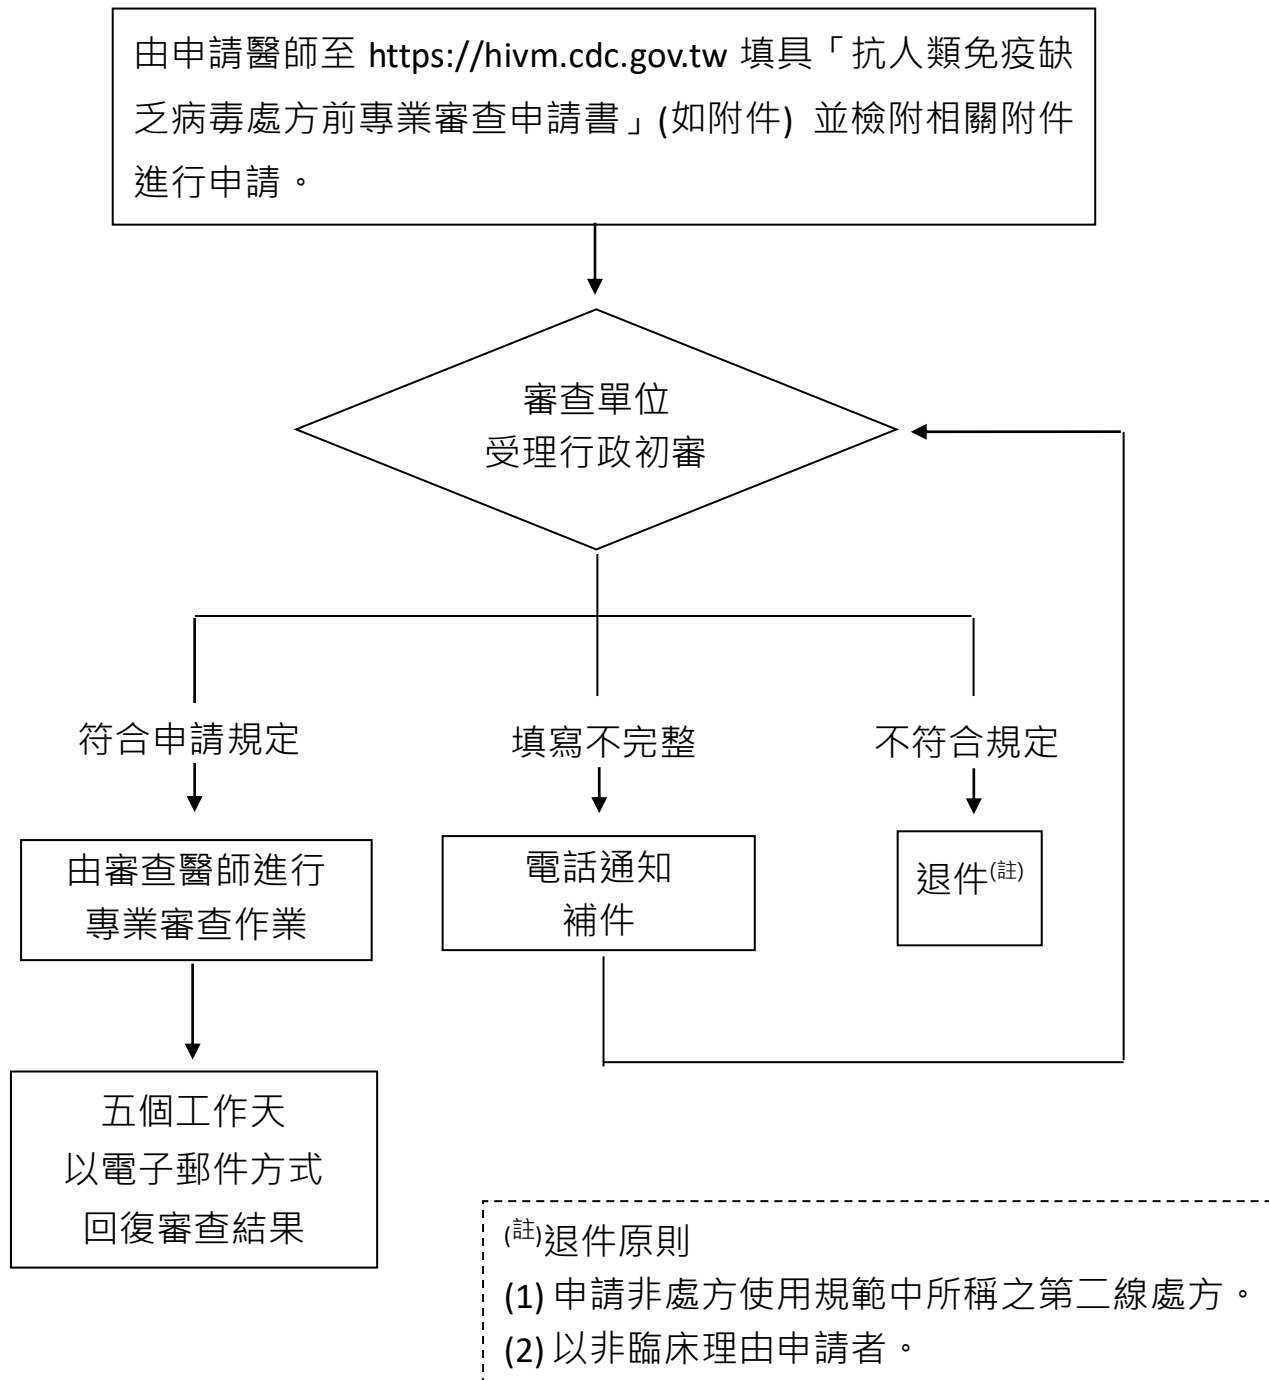 由申請醫師至 https://hivm.cdc.gov.tw 填具「抗人類免疫缺
乏病毒處方前專業審查申請書」(如附件) 並檢附相關附件
進行申請。
審查單位
受理行政初審
符合申請規定
填寫不完整
不符合規定
由審查醫師進行
專業審查作業
電話通知
補件
退件(註)
五個工作天
以電子郵件方式
回復審查結果
(註)退件原則
(1) 申請非處方使用規範中所稱之第二線處方。
(2) 以非臨床理由申請者。